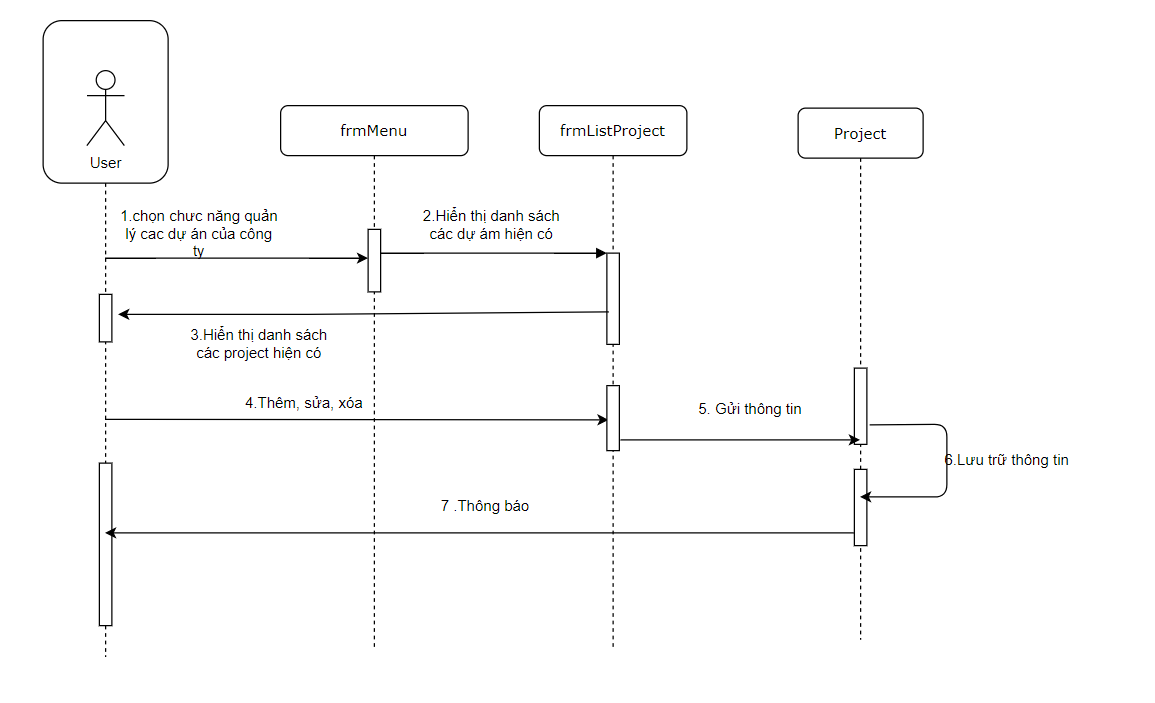 User
frmMenu
frmListProject
Project
1.chọn chưc năng quản
lý cac dự án của công
ty
2.Hiển thị danh sách
các dự ám hiện có
3.Hiển thị danh sách
các project hiện có
4.Thêm, sửa, xóa
5. Gửi thông tin
6.Lưu trữ thông tin
7 .Thông báo